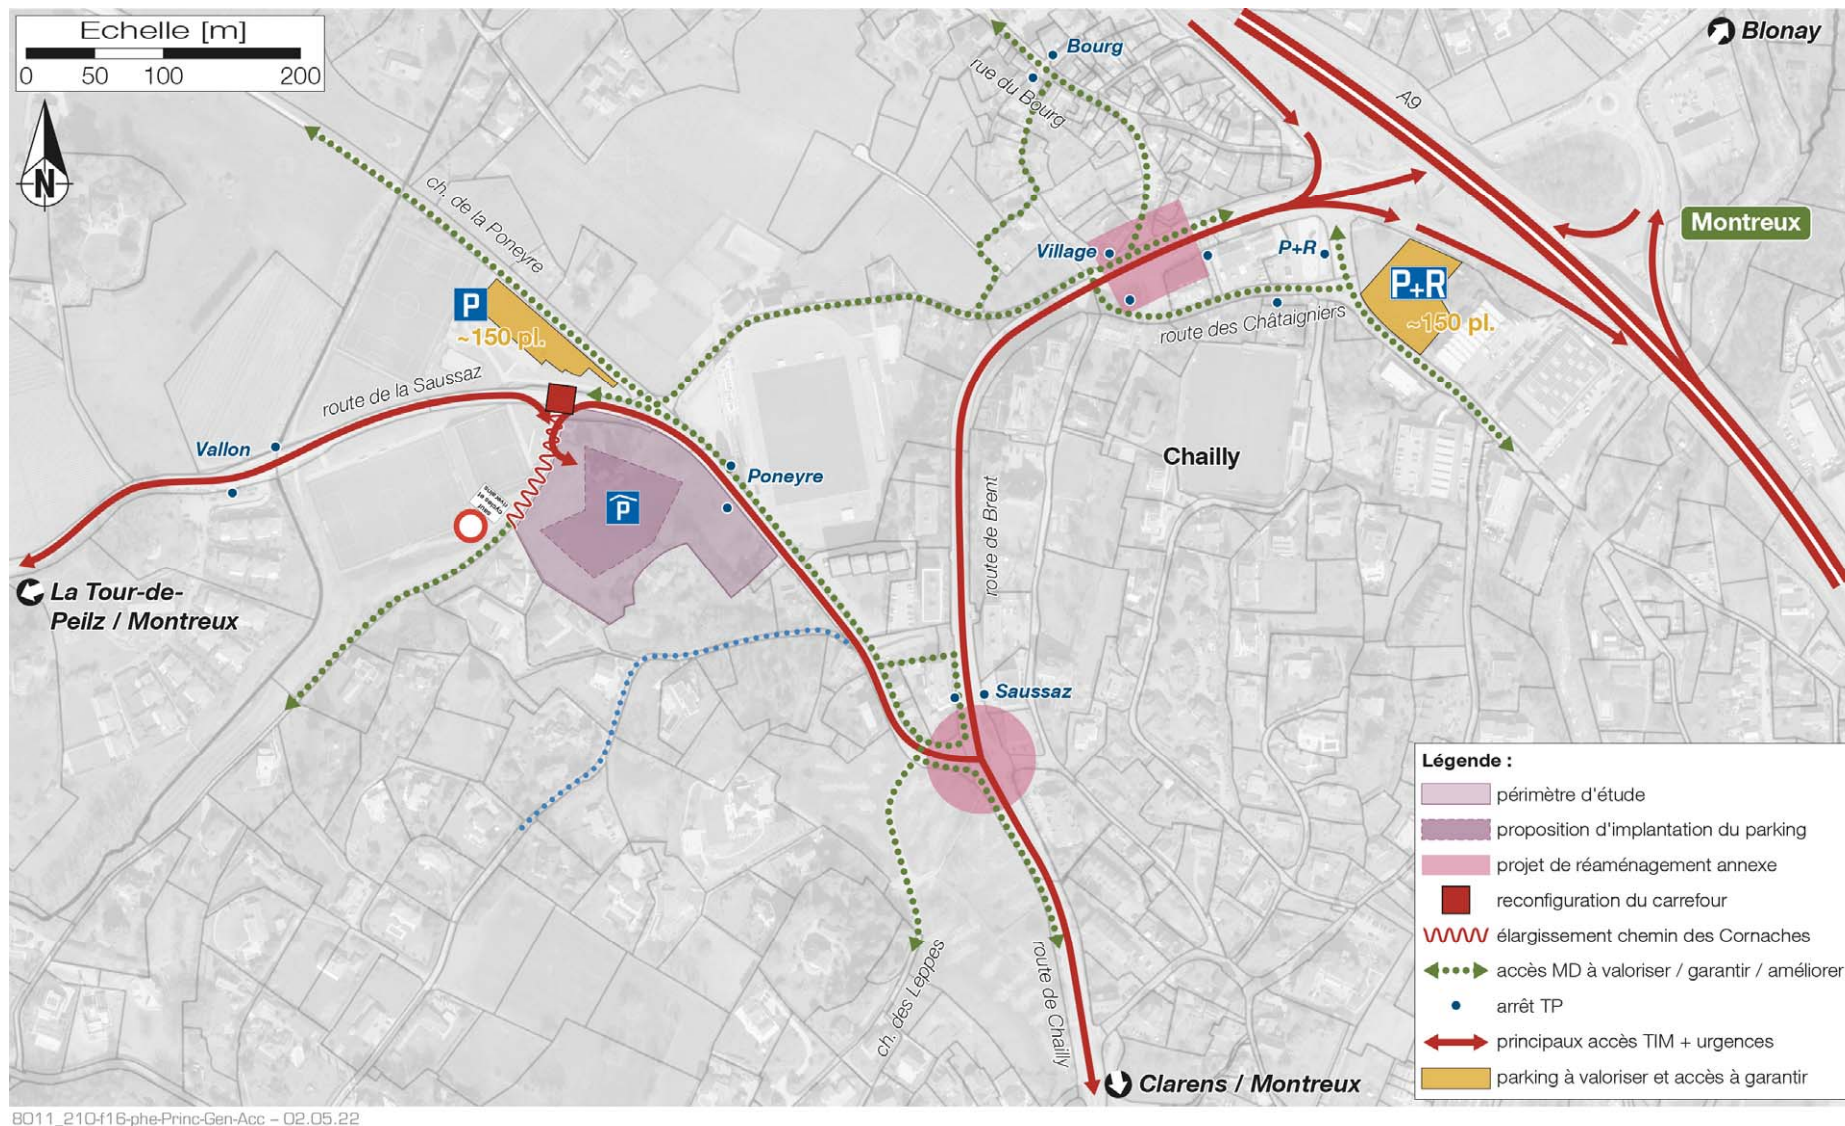 Echelle [m]
0 50 100 200
N
Blonay
A9
Bourg
rue du Bourg
ch. de la Poneyre
Montreux
Village
P+R
P+R
~150 pl.
route des Châtaigniers
P
~150 pl.
route de la Saussaz
Vallon
Chailly
Poneyre
P
sauf
cycles et
riverains
route de Brent
La Tour-de-
Peilz / Montreux
Saussaz
ch. des Leppes
route de Chailly
Clarens / Montreux
Légende :
périmètre d'étude
proposition d'implantation du parking
projet de réaménagement annexe
reconfiguration du carrefour
élargissement chemin des Cornaches
accès MD à valoriser / garantir / améliorer
arrêt TP
principaux accès TIM + urgences
parking à valoriser et accès à garantir
8011_210-f16-phe-Princ-Gen-Acc – 02.05.22